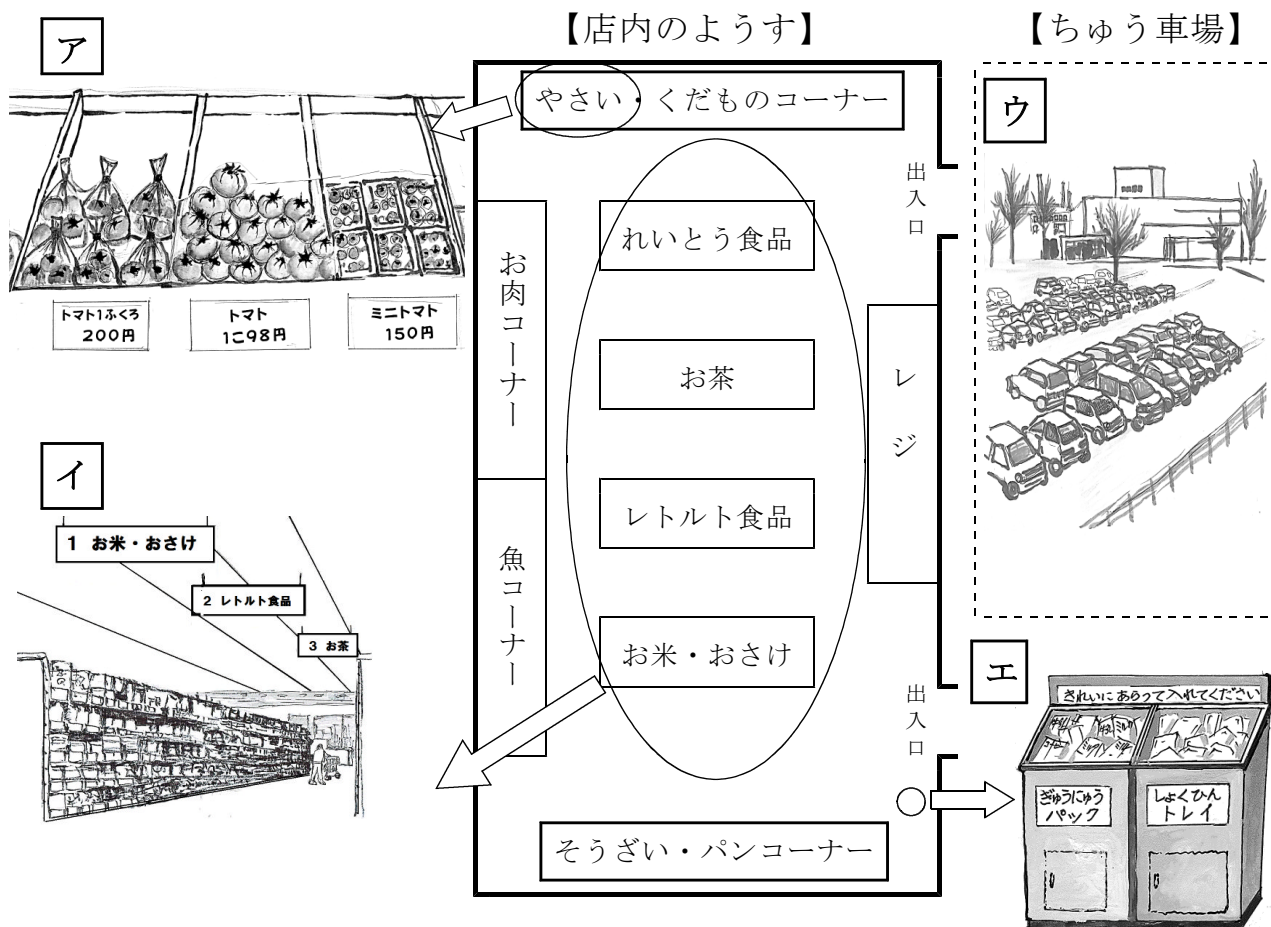 【店内のようす】
【ちゅう車場】
ア
やさい・くだものコーナー
ウ
出入口
れいとう食品
お肉コーナー
トマト1ふくろ
200円
トマト
1こ98円
ミニトマト
150円
お茶
レジ
イ
1 お米・おさけ
2 レトルト食品
3 お茶
レトルト食品
魚コーナー
お米・おさけ
出入口
エ
きれいにあらって入れてください
ぎゅうにゅう
パック
しょくひん
トレイ
そうざい・パンコーナー